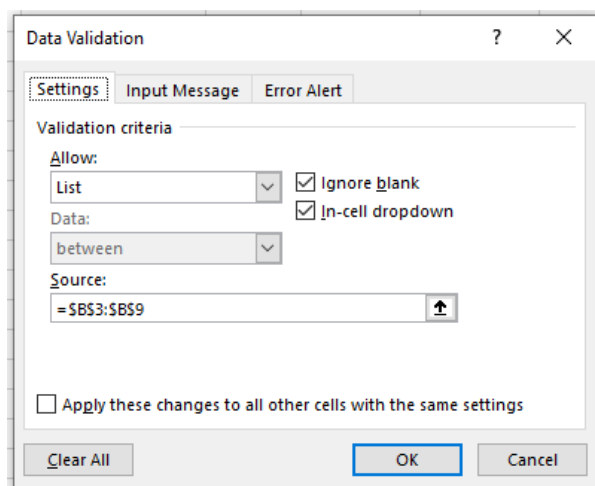 Data Validation ?
Settings Input Message Error Alert
Validation criteria
Allow:
List
Ignore blank
Data:
In-cell dropdown
between
Source:
=$B$3:$B$9
Apply these changes to all other cells with the same settings
Clear All OK Cancel